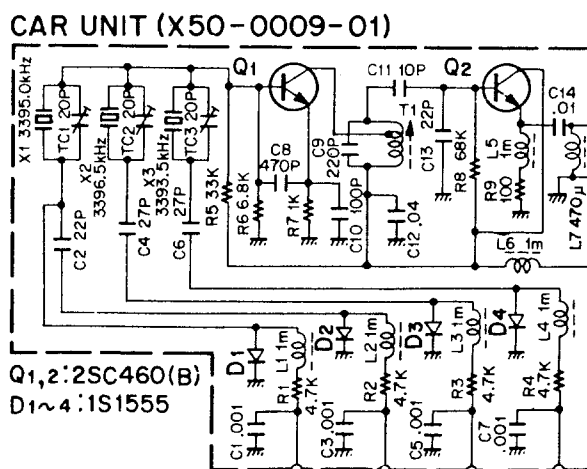 CAR UNIT (X50-0009-01)
X1 3395.0kHz
TC1 20P
X2
3396.5kHz
TC2 20P
X3
3393.5kHz
TC3 20P
Q1
C8
470P
C9
220P
C11 10P
T1
Q2
C13
22P
R8 68K
C14
.01
L5
1m
R9
100
L7 470μ
C2 22P
C4 27P
C6
27P
R5 33K
R6 6.8K
R7 1K
C10 100P
C12 .04
L6 1m
D1
D2
D3
D4
L1 1m
L2 1m
L3 1m
L4 1m
R1
4.7K
R2
4.7K
R3
4.7K
R4
4.7K
Q1,2:2SC460(B)
D1~4:1S1555
C1 .001
C3 .001
C5 .001
C7
.001